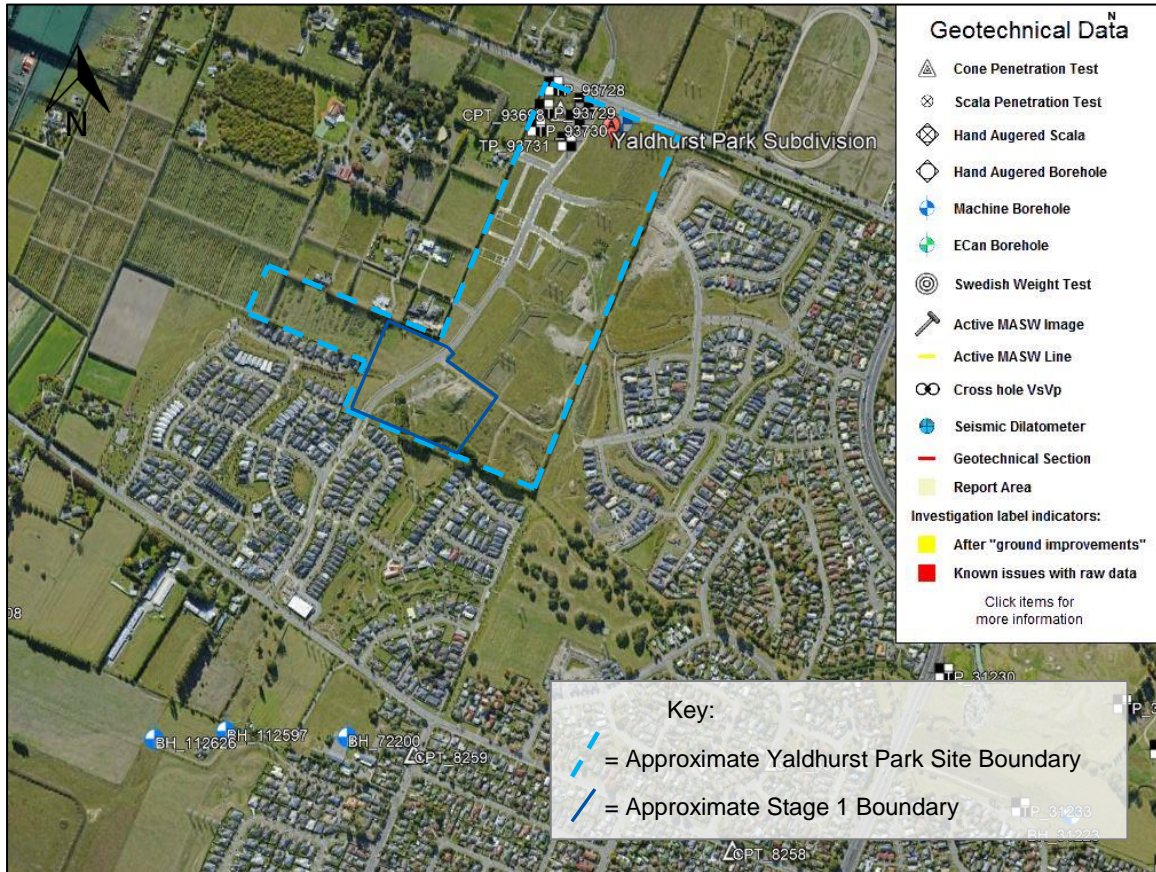 N
Geotechnical Data
Cone Penetration Test
Scala Penetration Test
Hand Augered Scala
Hand Augered Borehole
Machine Borehole
ECan Borehole
Swedish Weight Test
Active MASW Image
Active MASW Line
Cross hole VsVp
Seismic Dilatometer
Geotechnical Section
Report Area
Investigation label indicators:
After "ground improvements"
Known issues with raw data
Click items for
more information
N
TP_93728
CPT_93698
TP_93729
TP_93730
TP_93731
Yaldhurst Park Subdivision
08
TP_31230
BH_112626
BH_112597
BH_72200
CPT_8259
Key:
= Approximate Yaldhurst Park Site Boundary
= Approximate Stage 1 Boundary
TP_31233
BH_31223
CPT_8258